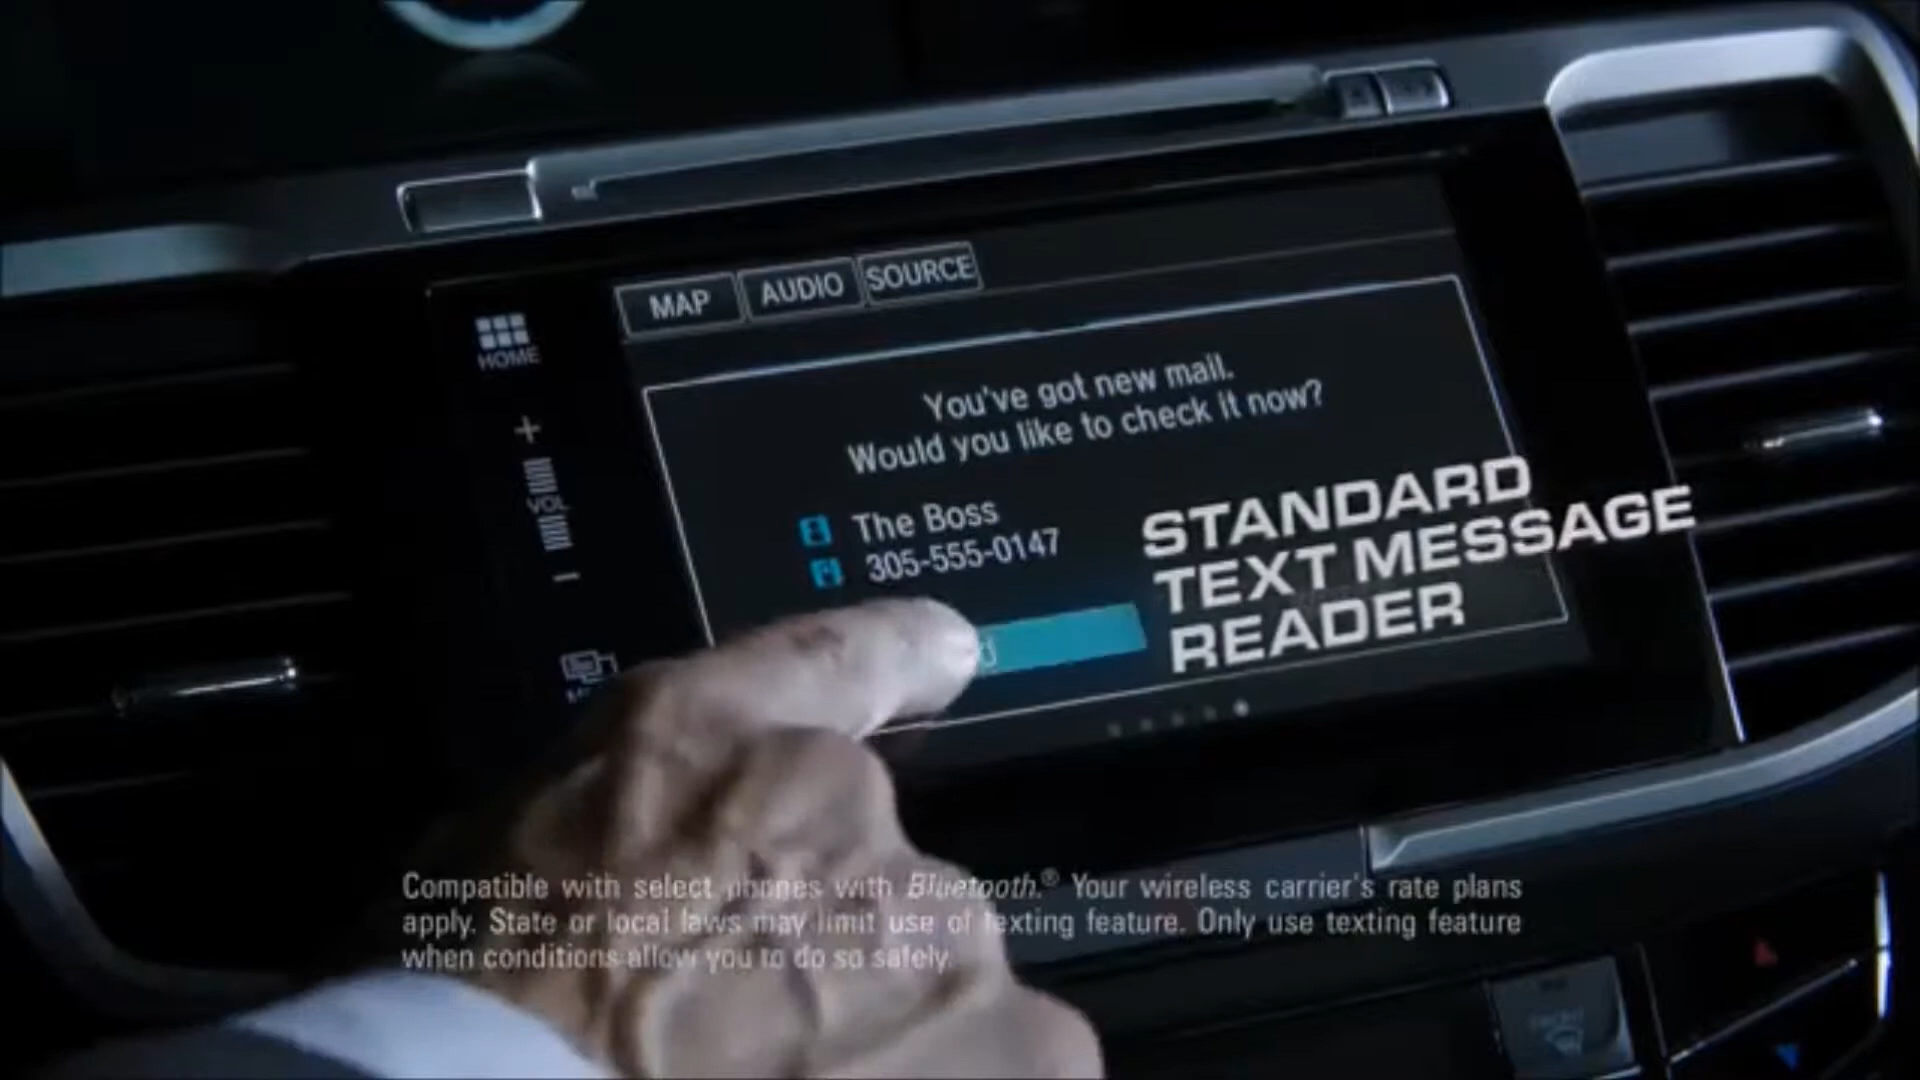 MAP AUDIO SOURCE
HOME
You've got new mail.
Would you like to check it now?
+
VOL
The Boss
305-555-0147
-
STANDARD
TEXT MESSAGE
READER
Compatible with select phones with Bluetooth.® Your wireless carrier's rate plans
apply. State or local laws may limit use of texting feature. Only use texting feature
when conditions allow you to do so safely.